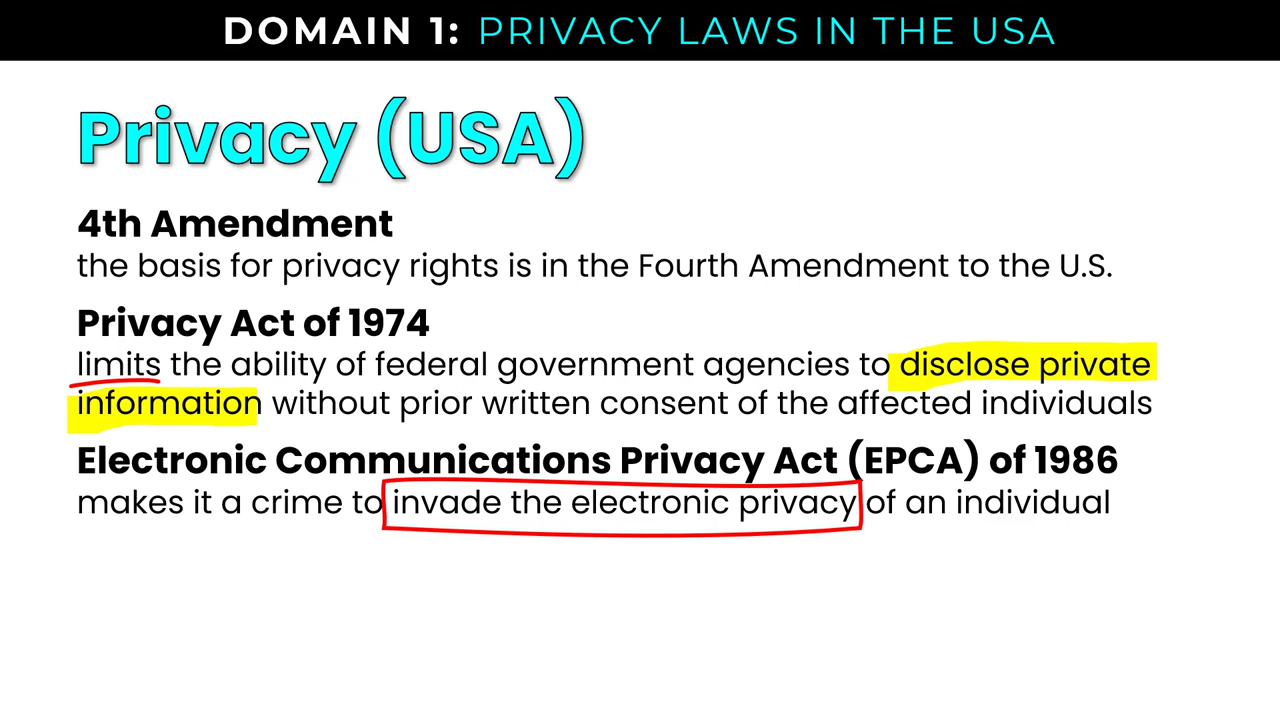 DOMAIN 1: PRIVACY LAWS IN THE USA
Privacy (USA)
4th Amendment
the basis for privacy rights is in the Fourth Amendment to the U.S.
Privacy Act of 1974
limits the ability of federal government agencies to disclose private
information without prior written consent of the affected individuals
Electronic Communications Privacy Act (EPCA) of 1986
makes it a crime to invade the electronic privacy of an individual